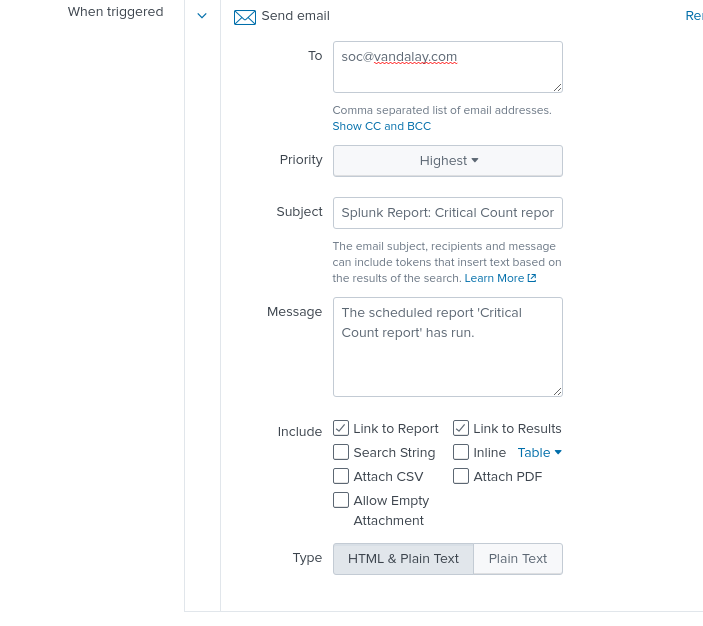 When triggered
Send email
To
soc@vandalay.com
Comma separated list of email addresses.
Show CC and BCC
Priority
Highest
Subject
Splunk Report: Critical Count repor
The email subject, recipients and message
can include tokens that insert text based on
the results of the search. Learn More
Message
The scheduled report 'Critical
Count report' has run.
Include
Link to Report
Link to Results
Search String
Inline Table
Attach CSV
Attach PDF
Allow Empty
Attachment
Type
HTML & Plain Text
Plain Text